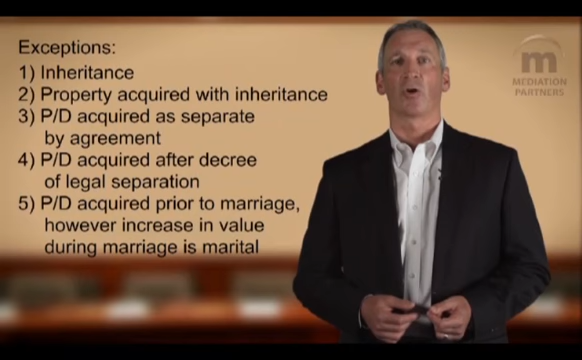 Exceptions:
1) Inheritance
2) Property acquired with inheritance
3) P/D acquired as separate
by agreement
4) P/D acquired after decree
of legal separation
5) P/D acquired prior to marriage,
however increase in value
during marriage is marital
m
MEDIATION
PARTNERS